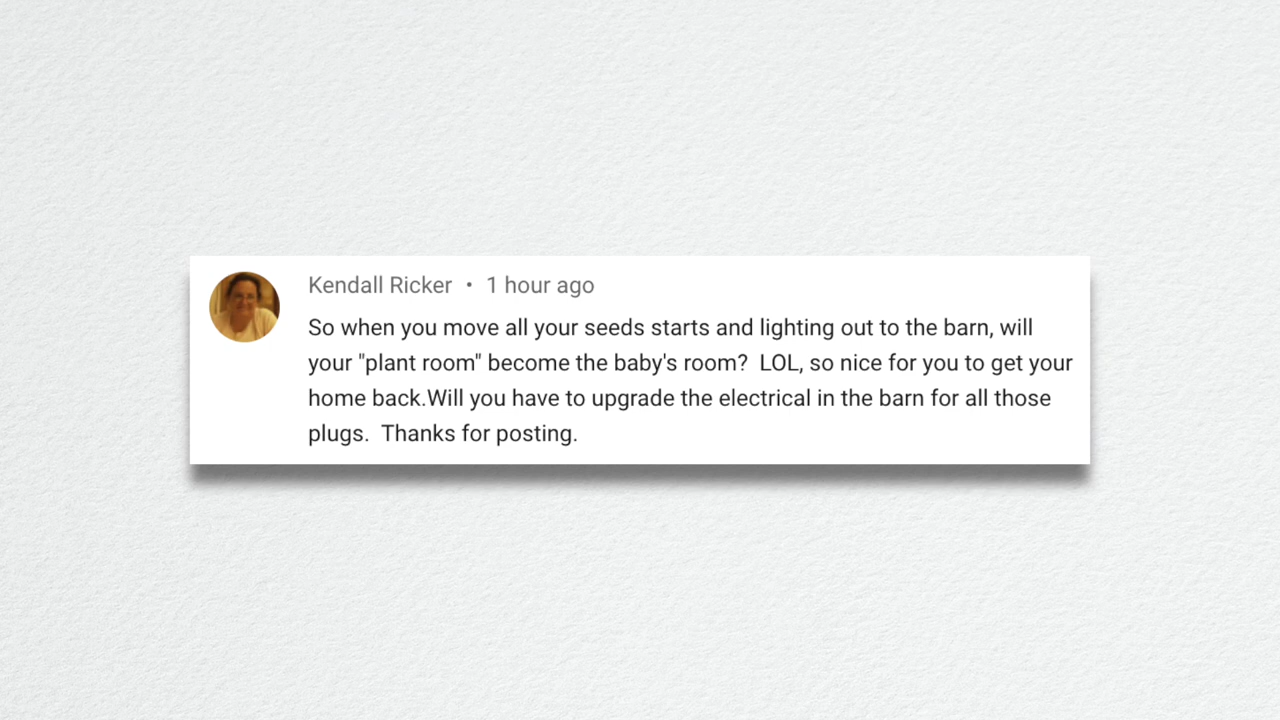 Kendall Ricker • 1 hour ago
So when you move all your seeds starts and lighting out to the barn, will
your "plant room" become the baby's room?  LOL, so nice for you to get your
home back.Will you have to upgrade the electrical in the barn for all those
plugs.  Thanks for posting.